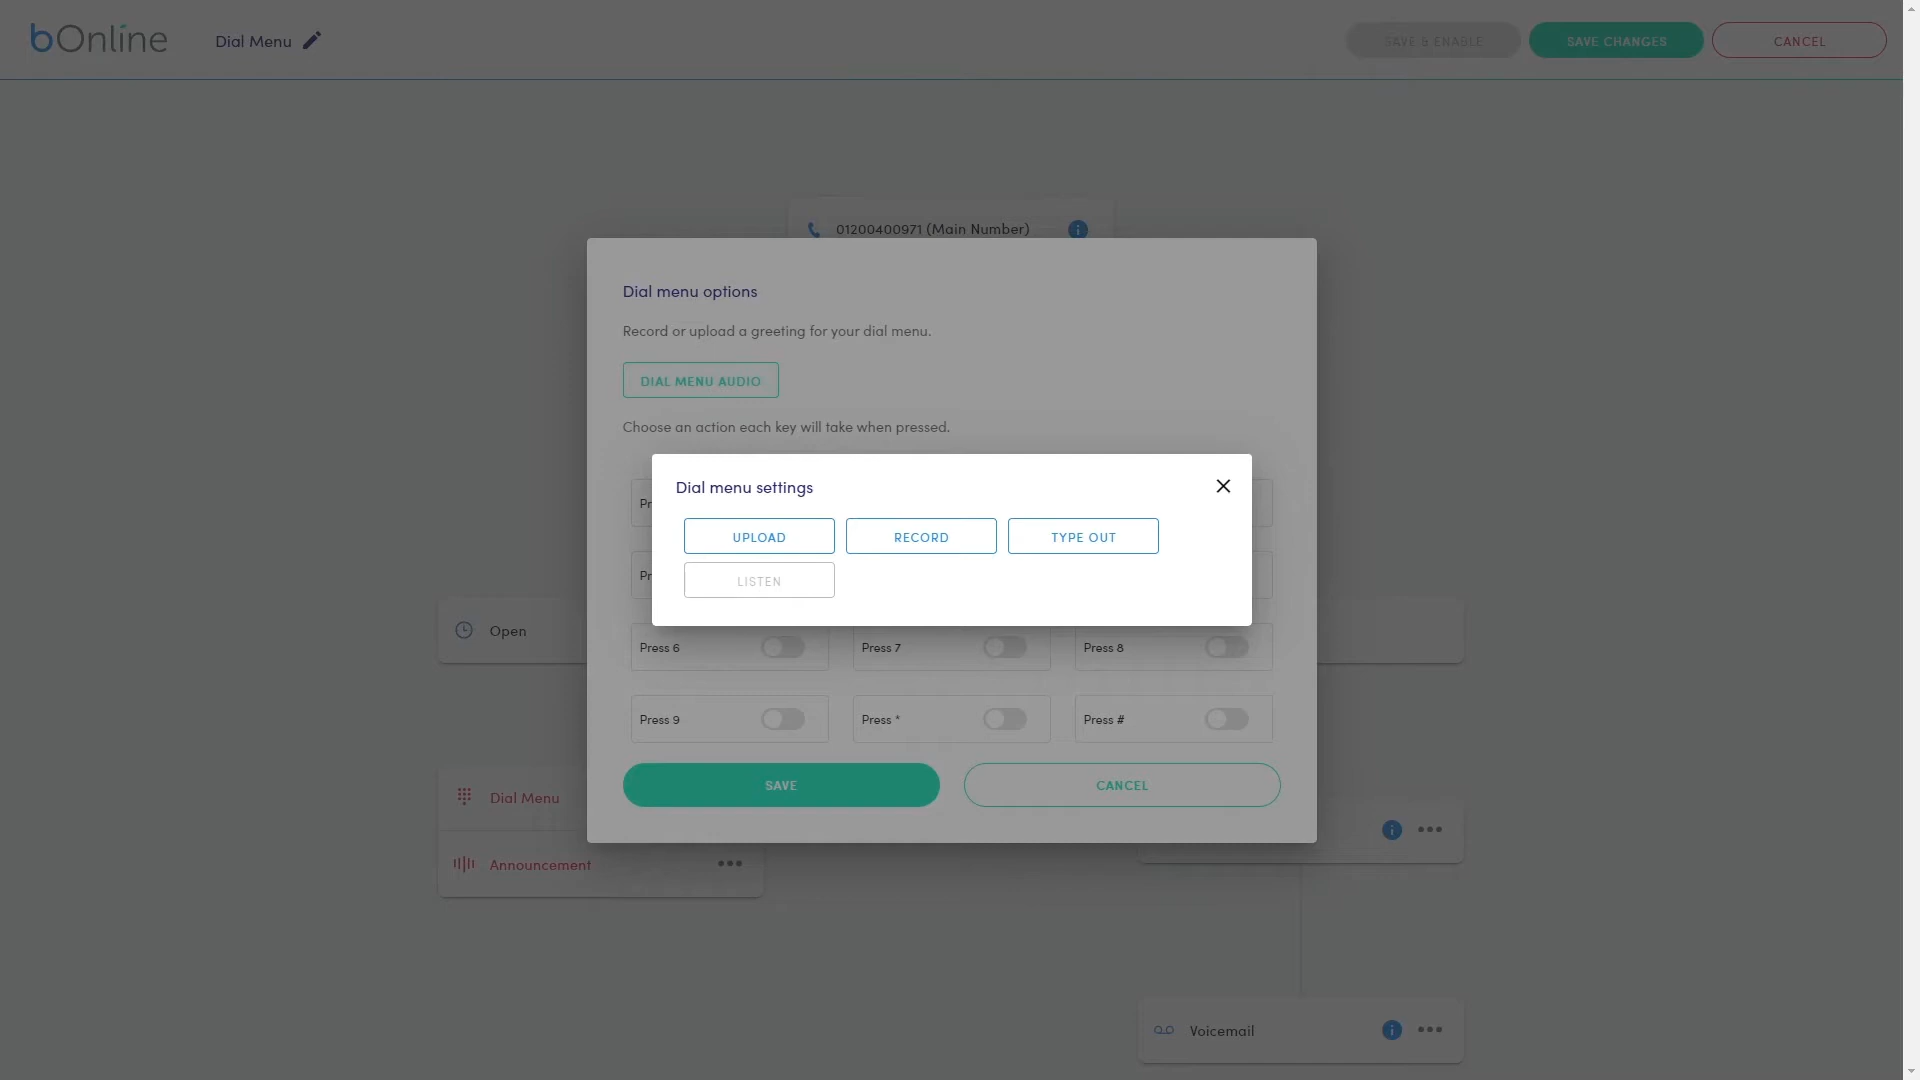 bOnline
Dial Menu
SAVE & ENABLE
SAVE CHANGES
CANCEL
01200400971 (Main Number)
Dial menu options
Record or upload a greeting for your dial menu.
DIAL MENU AUDIO
Choose an action each key will take when pressed.
Dial menu settings
UPLOAD
RECORD
TYPE OUT
LISTEN
Pr
Pr
Open
Press 6
Press 7
Press 8
Press 9
Press *
Press #
SAVE
CANCEL
Dial Menu
Announcement
Voicemail